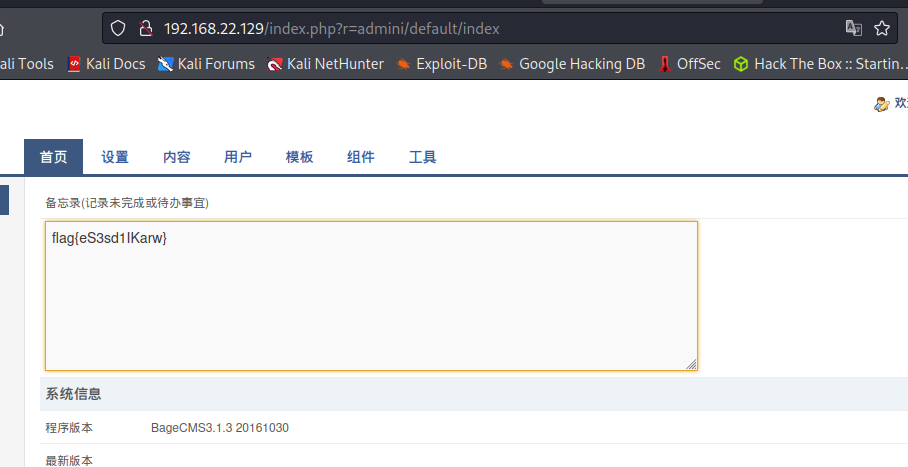 192.168.22.129/index.php?r=admini/default/index
ali Tools Kali Docs Kali Forums Kali NetHunter Exploit-DB Google Hacking DB OffSec Hack The Box :: Startin…
首页 设置 内容 用户 模板 组件 工具
备忘录(记录未完成或待办事宜)
flag{eS3sd1IKarw}
系统信息
程序版本 BageCMS3.1.3 20161030
最新版本